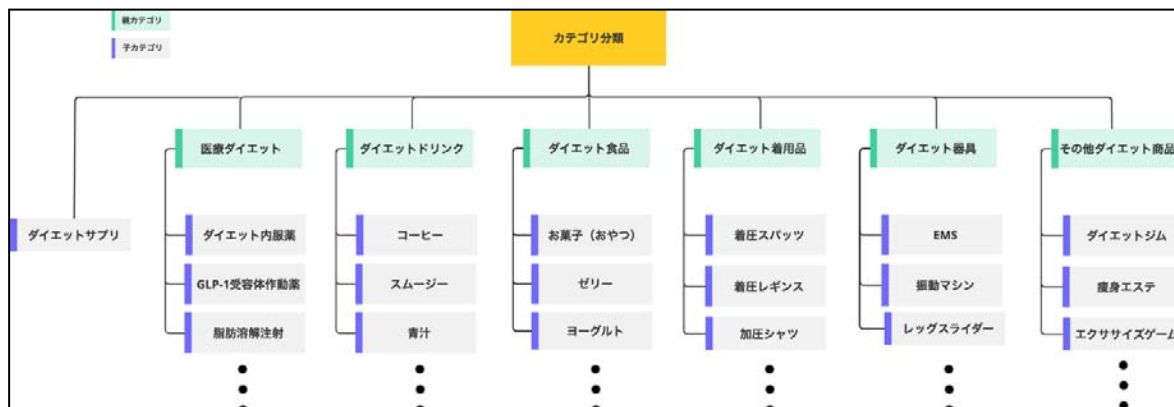 親カテゴリ
子カテゴリ
カテゴリ分類
医療ダイエット
ダイエットドリンク
ダイエット食品
ダイエット着用品
ダイエット器具
その他ダイエット商品
ダイエットサプリ
ダイエット内服薬
コーヒー
お菓子（おやつ）
着圧スパッツ
EMS
ダイエットジム
GLP-1受容体作動薬
スムージー
ゼリー
着圧レギンス
振動マシン
痩身エステ
脂肪溶解注射
青汁
ヨーグルト
加圧シャツ
レッグスライダー
エクササイズゲーム